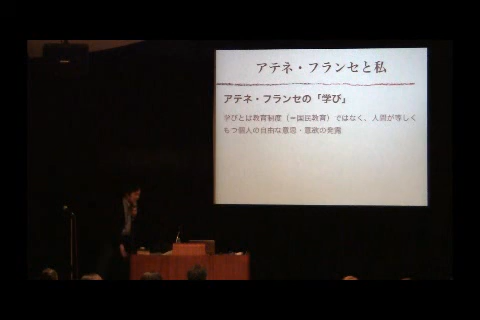 アテネ・フランセと私
アテネ・フランセの「学び」
学びとは教育制度（＝国民教育）ではなく、人間が等しく
もつ個人の自由な意思・意欲の発露